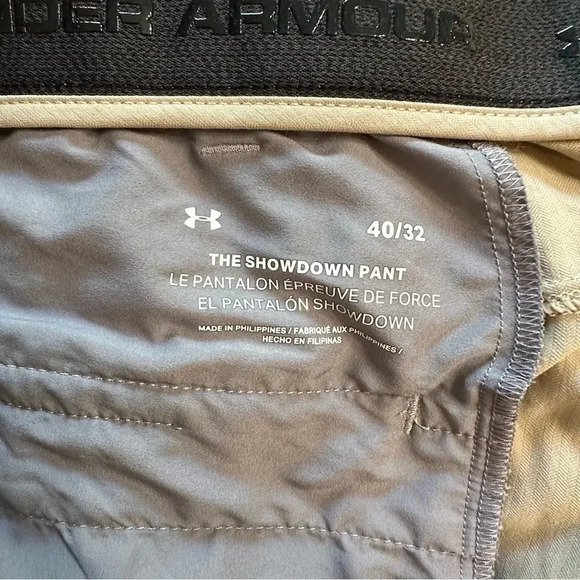 UNDER ARMOUR
40/32
THE SHOWDOWN PANT
LE PANTALON ÉPREUVE DE FORCE
EL PANTALÓN SHOWDOWN
MADE IN PHILIPPINES / FABRIQUÉ AUX PHILIPPINES /
HECHO EN FILIPINAS